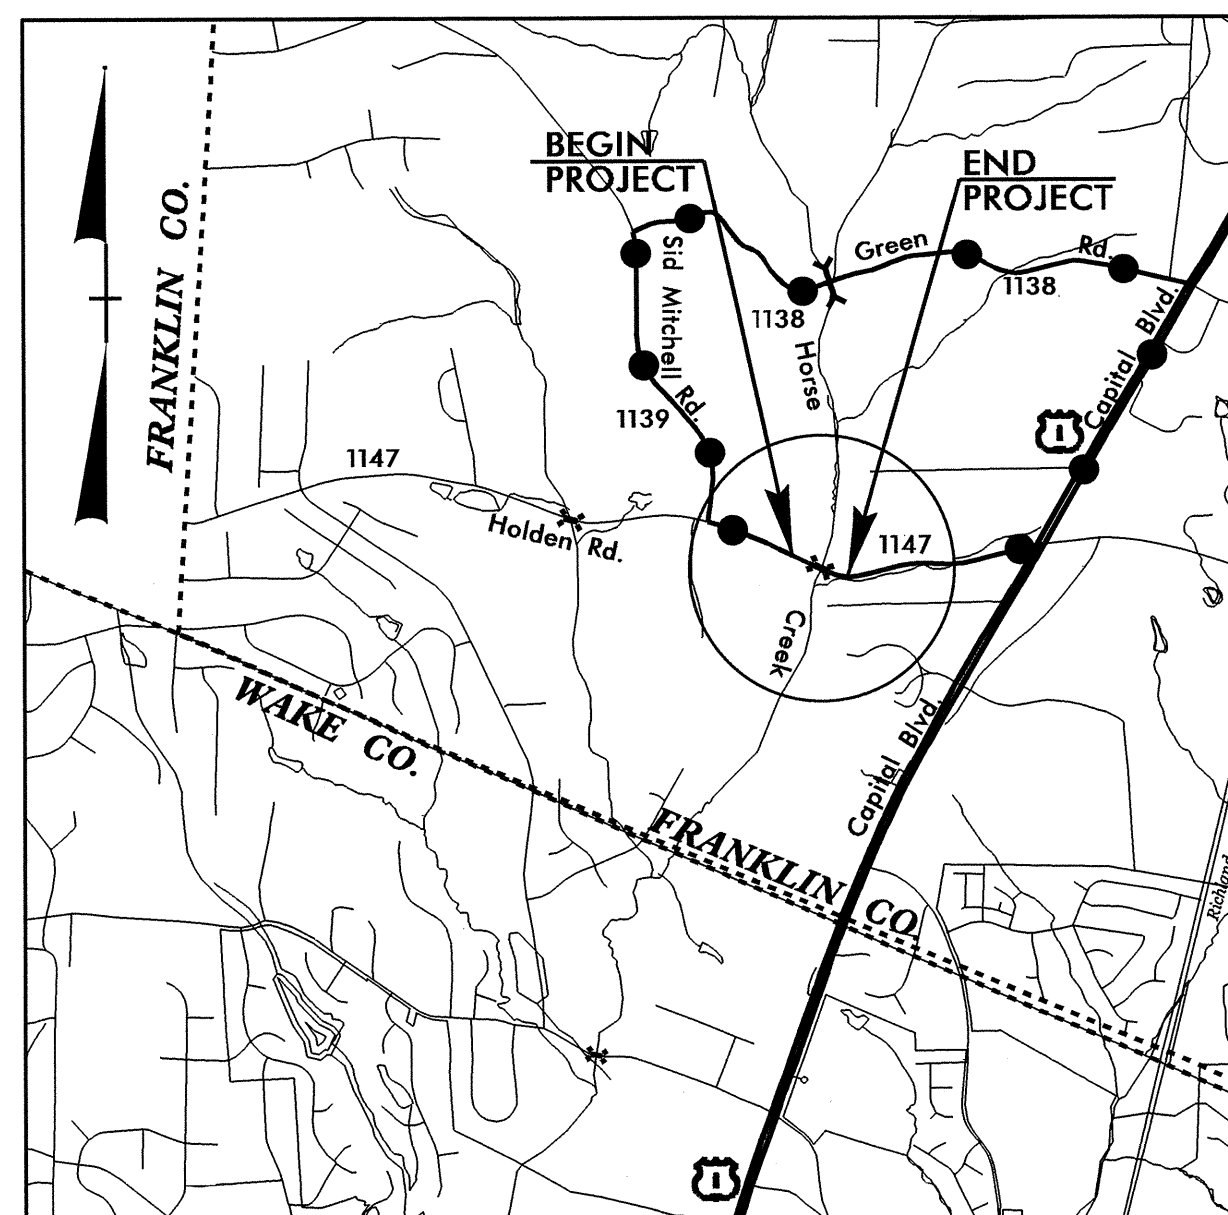 BEGIN
PROJECT
END
PROJECT
FRANKLIN CO.
Sid Mitchell Rd.
Green Rd.
1138
1138
Horse
Creek
1139
Capital Blvd.
1
1147
Holden Rd.
1147
WAKE CO.
Capital Blvd.
FRANKLIN CO.
Richland
1